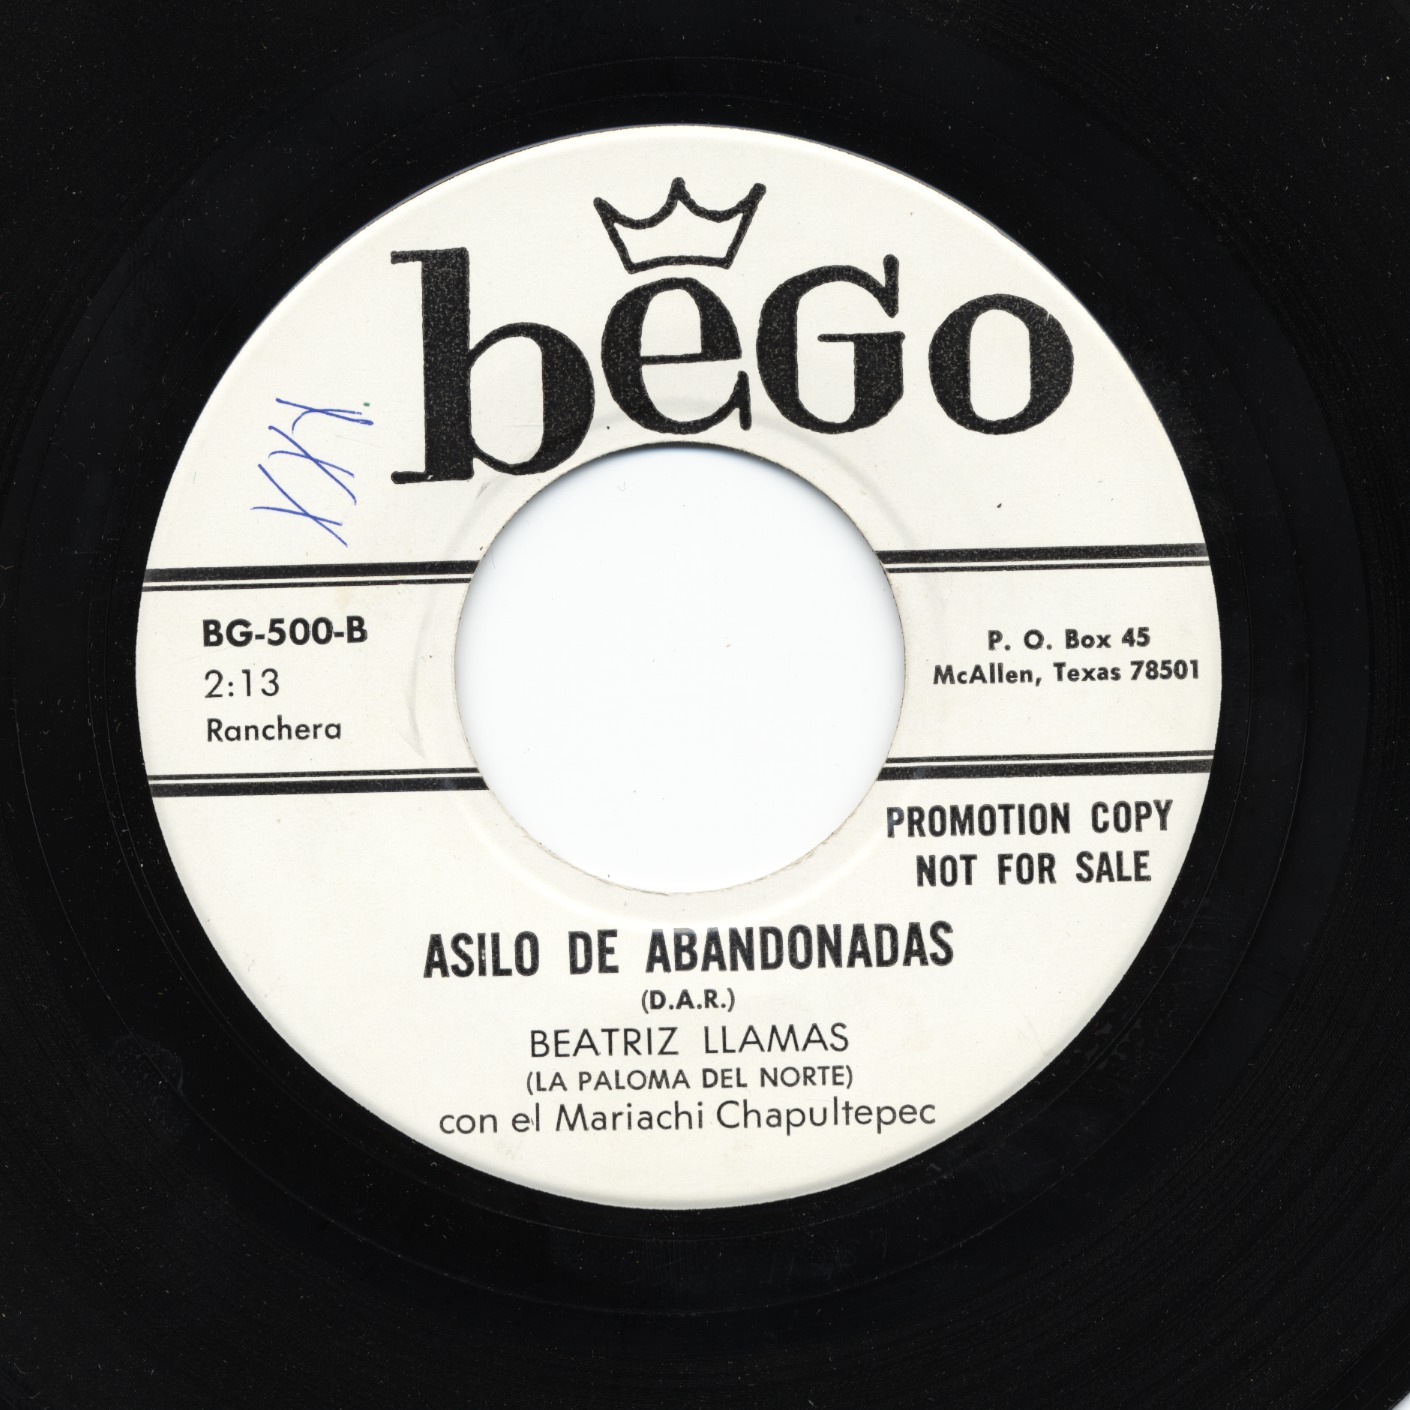 beGo
XXX
BG-500-B
2:13
Ranchera
P. O. Box 45
McAllen, Texas 78501
PROMOTION COPY
NOT FOR SALE
ASILO DE ABANDONADAS
(D.A.R.)
BEATRIZ LLAMAS
(LA PALOMA DEL NORTE)
con el Mariachi Chapultepec